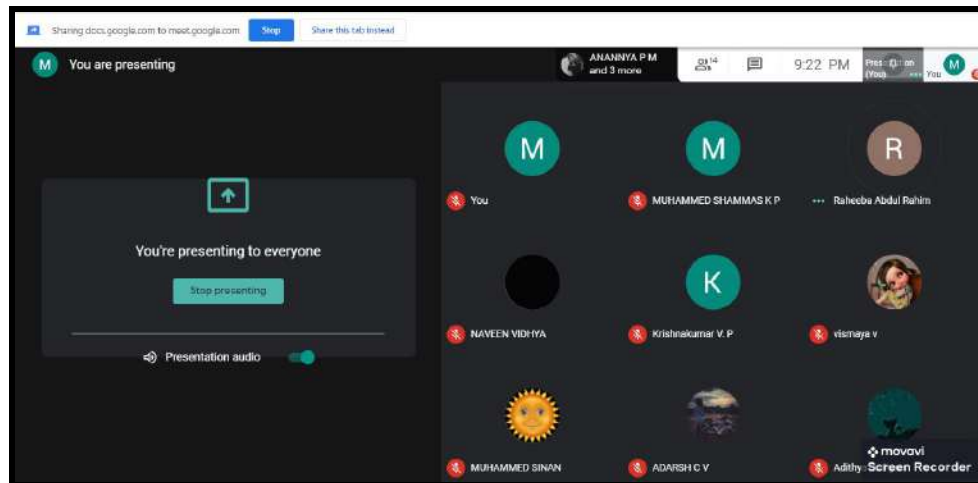 Sharing docs.google.com to meet.google.com Stop Share this tab instead
M You are presenting
ANANNYA P M
and 3 more
14
9:22 PM
(You)
You
M
You're presenting to everyone
Stop presenting
Presentation audio
M
You
M
MUHAMMED SHAMMAS K P
R
Raheeba Abdul Rahim
NAVEEN VIDHYA
K
Krishnakumar V. P
vismaya v
MUHAMMED SINAN
ADARSH C V
Adithy
movavi
Screen Recorder